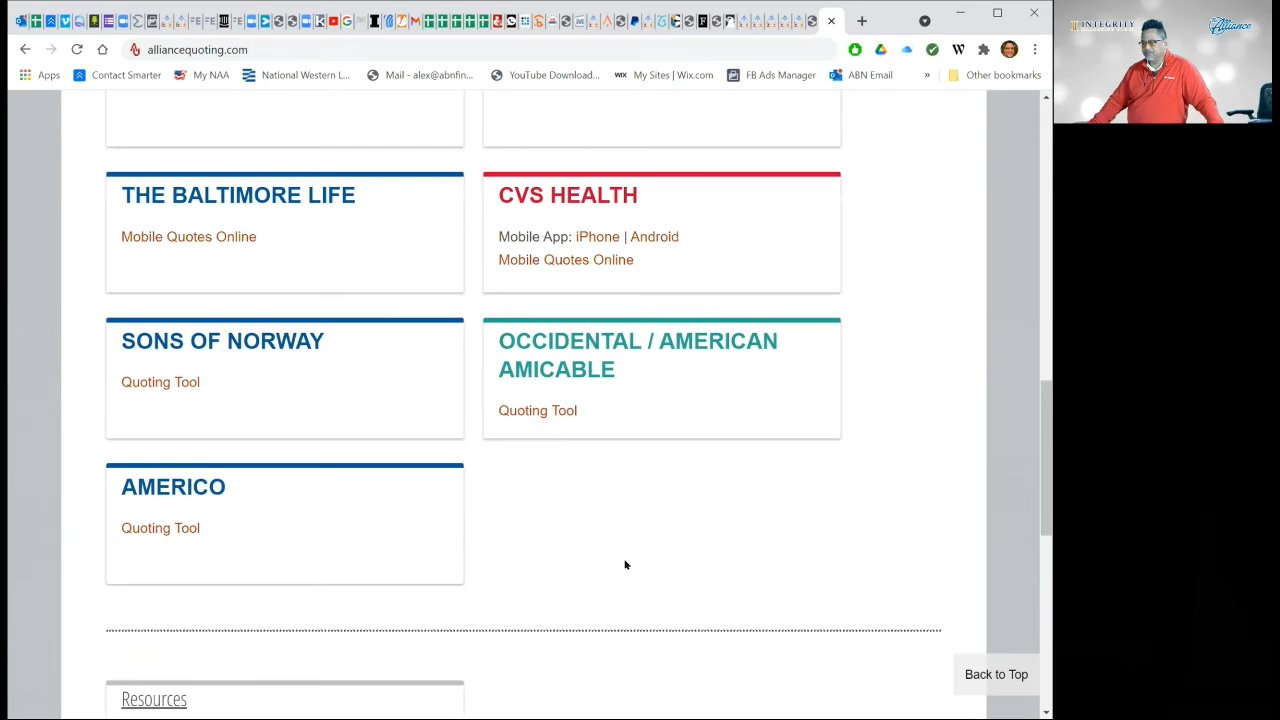 alliancequoting.com
Apps
Contact Smarter
My NAA
National Western L...
Mail - alex@abnfin...
YouTube Download...
WIX My Sites | Wix.com
FB Ads Manager
ABN Email
»
Other bookmarks
THE BALTIMORE LIFE
Mobile Quotes Online
CVS HEALTH
Mobile App: iPhone | Android
Mobile Quotes Online
SONS OF NORWAY
Quoting Tool
OCCIDENTAL / AMERICAN
AMICABLE
Quoting Tool
AMERICO
Quoting Tool
Resources
Back to Top
INTEGRITY
Alliance